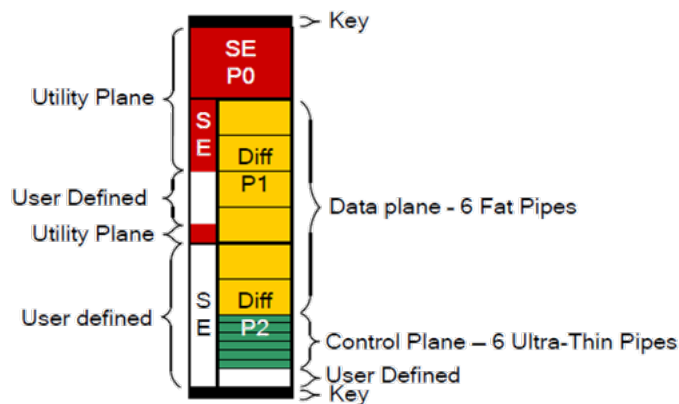 Key
SE
P0
Utility Plane
S
E
Diff
P1
User Defined
Data plane - 6 Fat Pipes
Utility Plane
User defined
S
E
Diff
P2
Control Plane – 6 Ultra-Thin Pipes
User Defined
Key